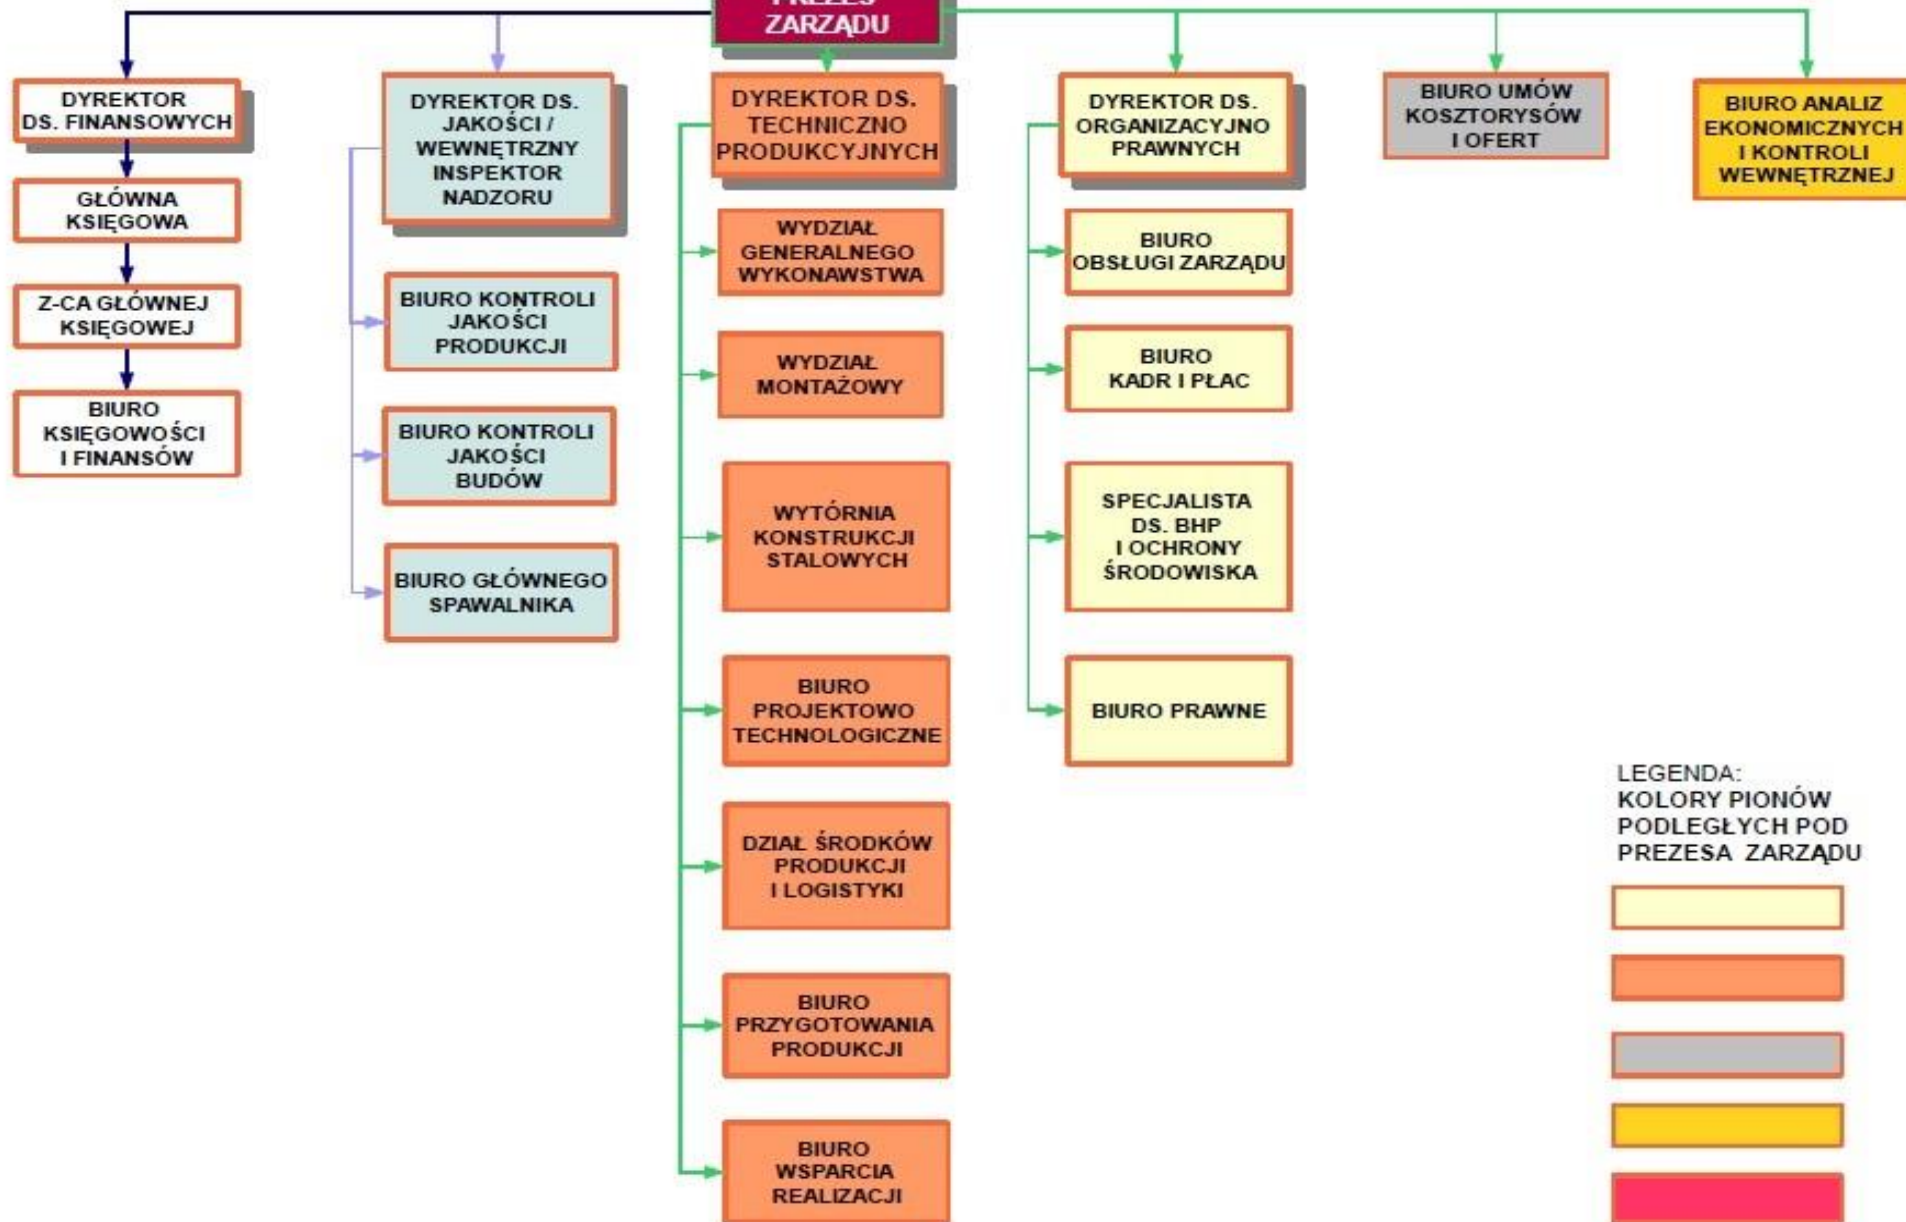 PREZES
ZARZĄDU
DYREKTOR
DS. FINANSOWYCH
GŁÓWNA
KSIĘGOWA
Z-CA GŁÓWNEJ
KSIĘGOWEJ
BIURO
KSIĘGOWOŚCI
I FINANSÓW
DYREKTOR DS.
JAKOŚCI /
WEWNĘTRZNY
INSPEKTOR
NADZORU
BIURO KONTROLI
JAKOŚCI
PRODUKCJI
BIURO KONTROLI
JAKOŚCI
BUDÓW
BIURO GŁÓWNEGO
SPAWALNIKA
DYREKTOR DS.
TECHNICZNO
PRODUKCYJNYCH
WYDZIAŁ
GENERALNEGO
WYKONAWSTWA
WYDZIAŁ
MONTAŻOWY
WYTÓRNIA
KONSTRUKCJI
STALOWYCH
BIURO
PROJEKTOWO
TECHNOLOGICZNE
DZIAŁ ŚRODKÓW
PRODUKCJI
I LOGISTYKI
BIURO
PRZYGOTOWANIA
PRODUKCJI
BIURO
WSPARCIA
REALIZACJI
DYREKTOR DS.
ORGANIZACYJNO
PRAWNYCH
BIURO
OBSŁUGI ZARZĄDU
BIURO
KADR I PŁAC
SPECJALISTA
DS. BHP
I OCHRONY
ŚRODOWISKA
BIURO PRAWNE
BIURO UMÓW
KOSZTORYSÓW
I OFERT
BIURO ANALIZ
EKONOMICZNYCH
I KONTROLI
WEWNĘTRZNEJ
LEGENDA:
KOLORY PIONÓW
PODLEGŁYCH POD
PREZESA ZARZĄDU